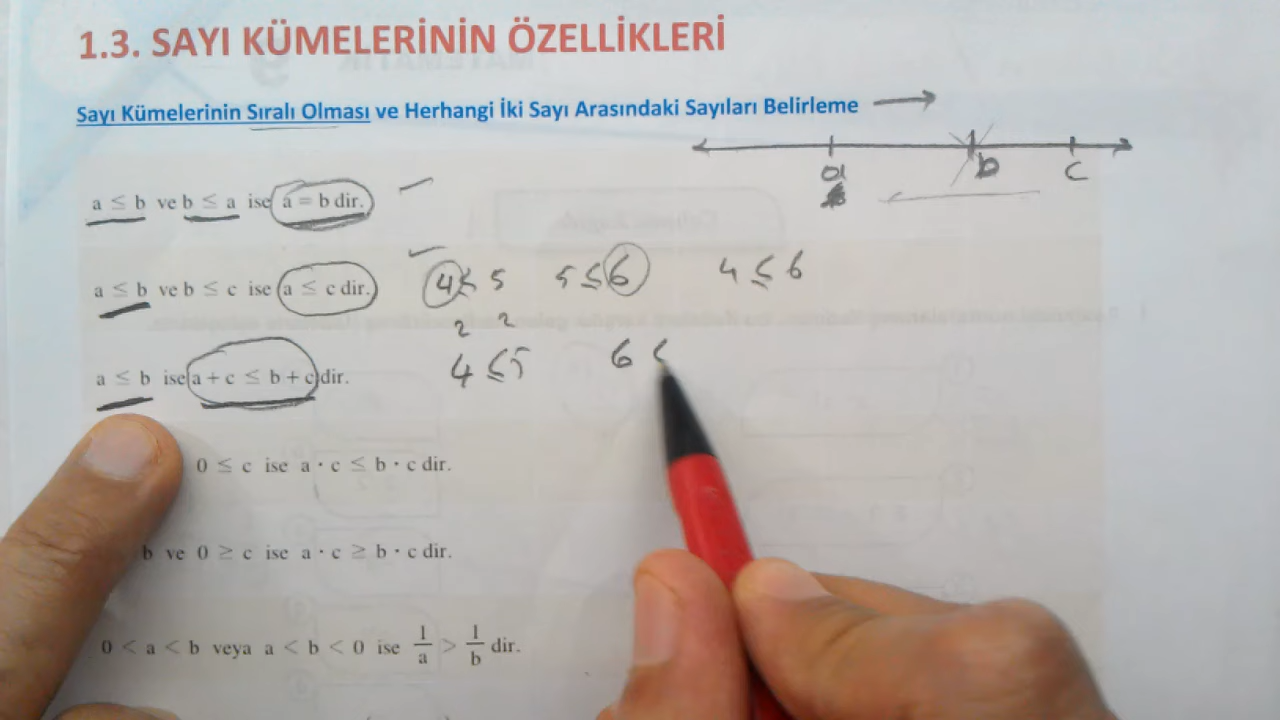 1.3. SAYI KÜMELERİNİN ÖZELLİKLERİ
Sayı Kümelerinin Sıralı Olması ve Herhangi İki Sayı Arasındaki Sayıları Belirleme
a b c
a ≤ b ve b ≤ a ise a = b dir.
a ≤ b ve b ≤ c ise a ≤ c dir. 4 ≤ 5 5 ≤ 6 4 ≤ 6
2 2
a ≤ b ise a + c ≤ b + c dir. 4 ≤ 5 6 <
0 ≤ c ise a · c ≤ b · c dir.
b ve 0 ≥ c ise a · c ≥ b · c dir.
0 < a < b veya a < b < 0 ise 1/a > 1/b dir.